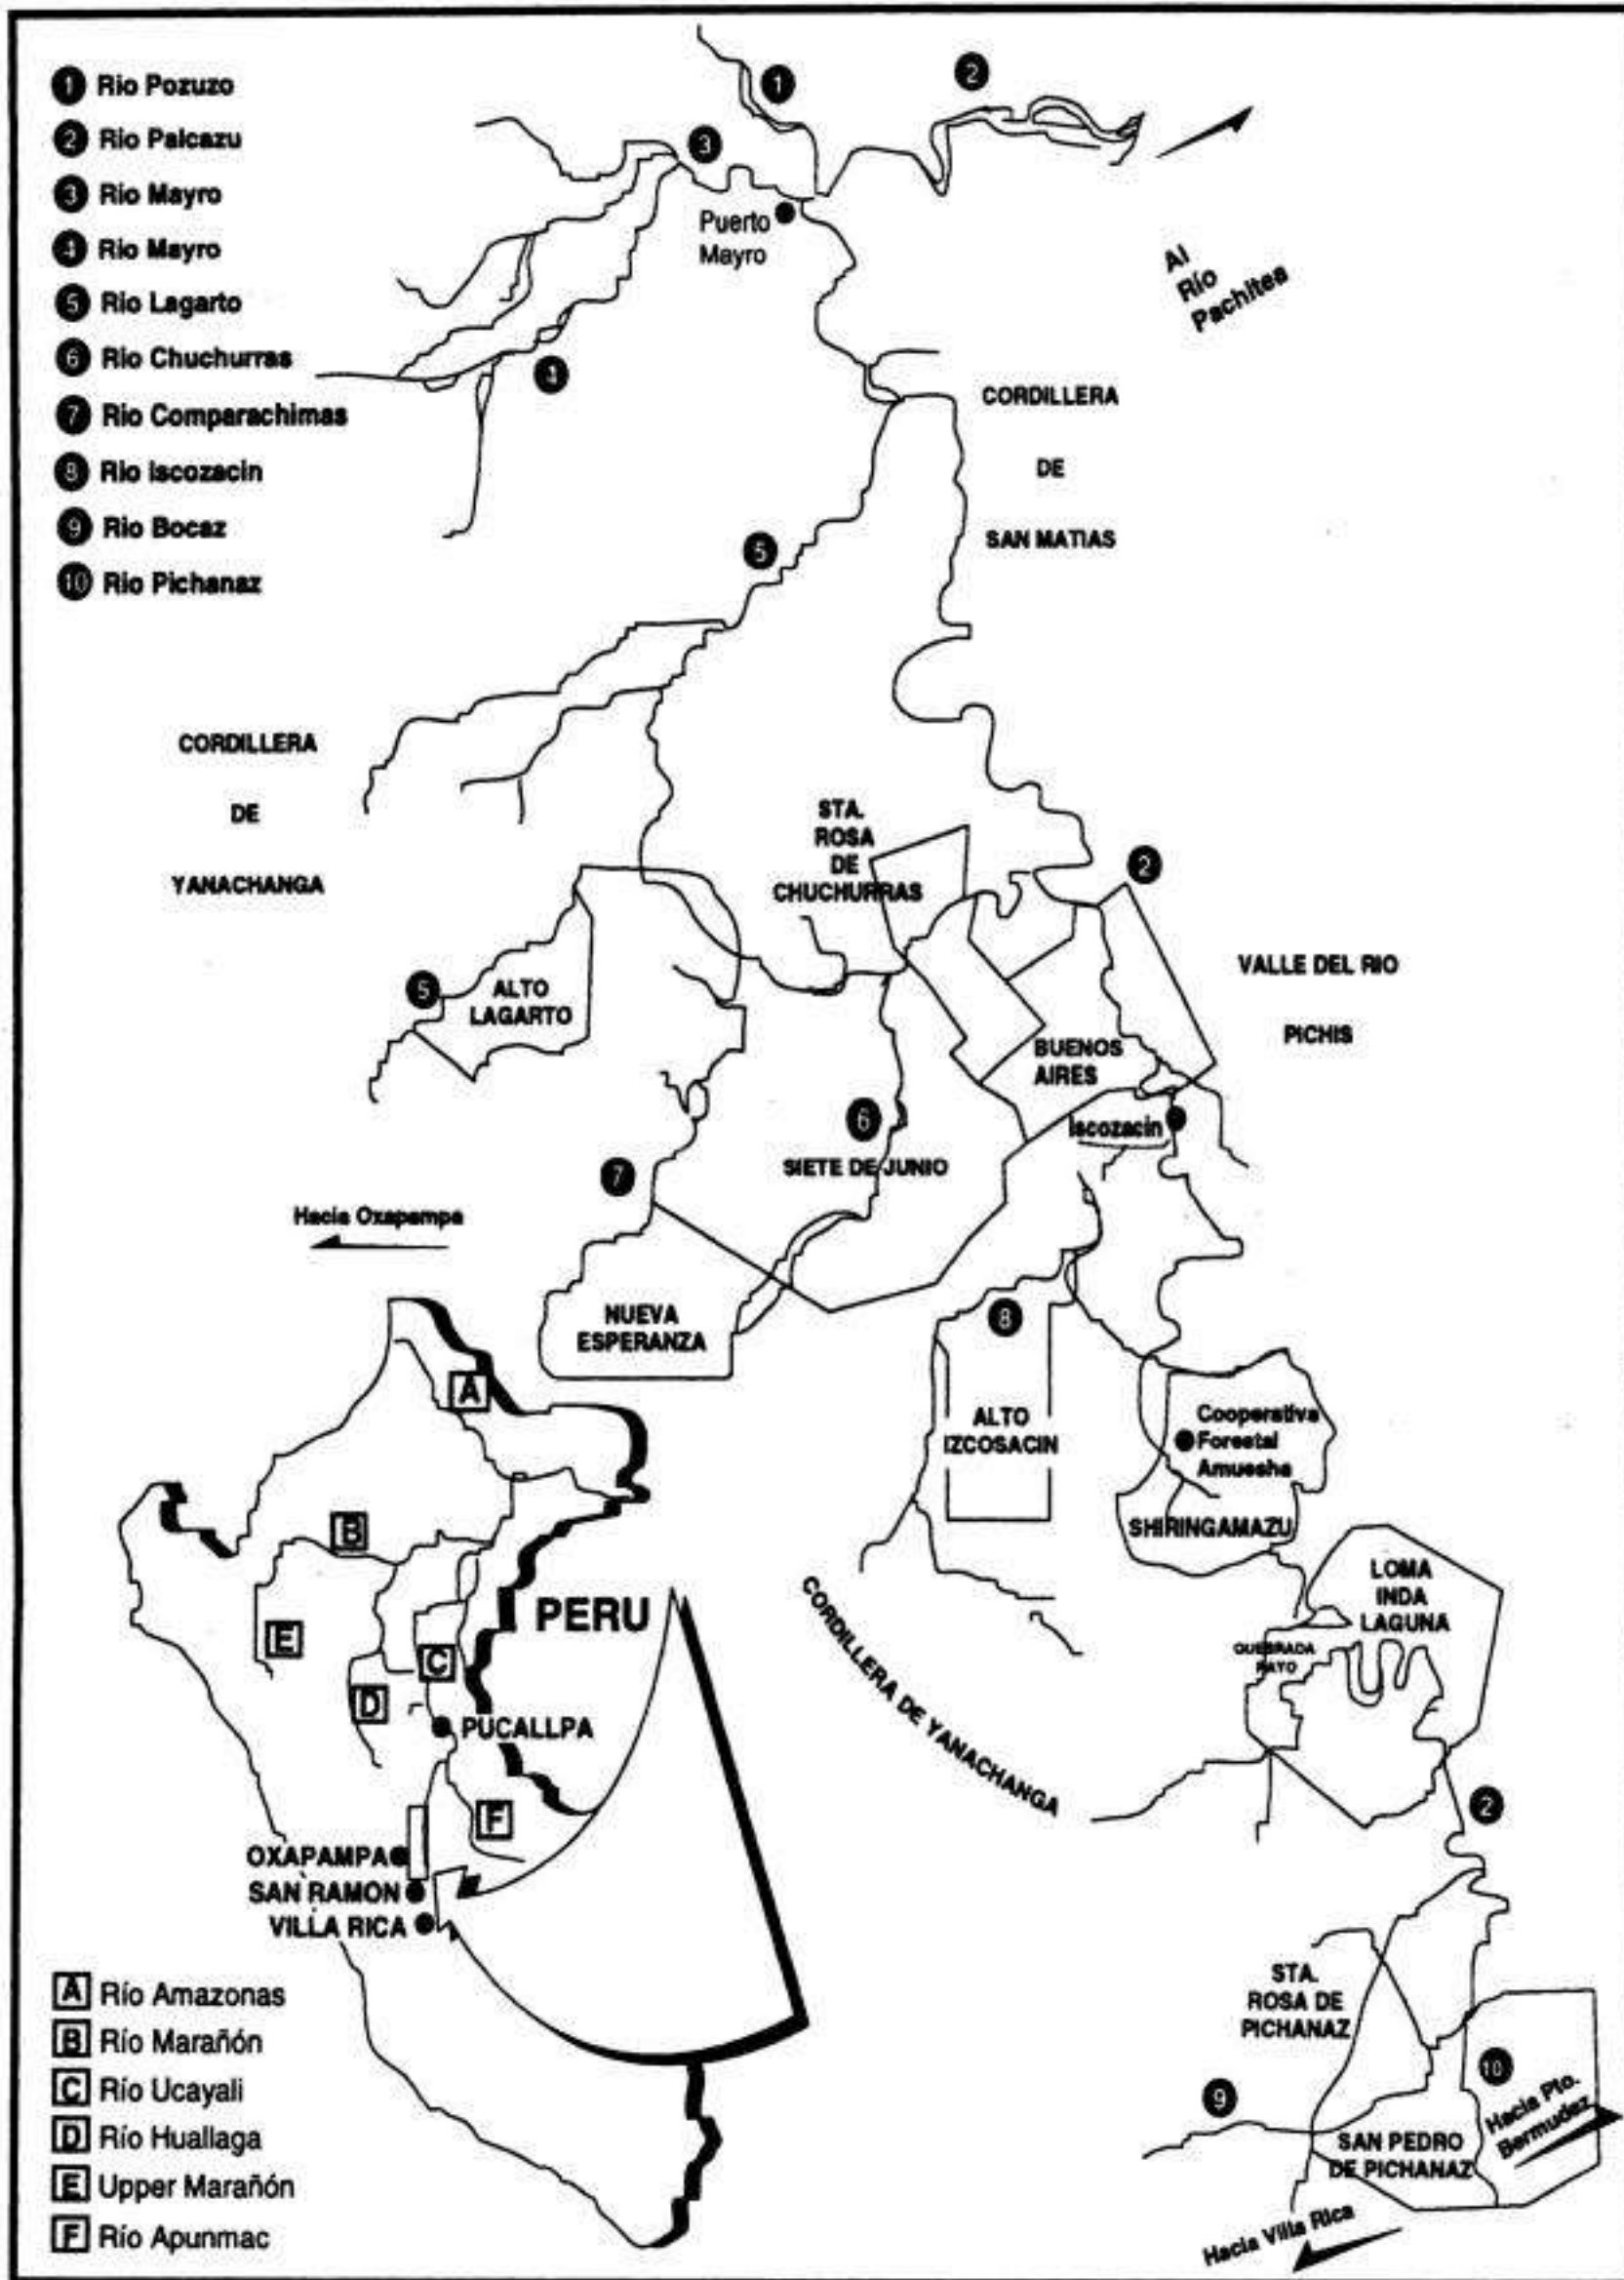 1 Rio Pozuzo
2 Rio Palcazu
3 Rio Mayro
4 Rio Mayro
5 Rio Lagarto
6 Rio Chuchurras
7 Rio Comparachimas
8 Rio Iscozacin
9 Rio Bocaz
10 Rio Pichanaz
1
2
3
Puerto
Mayro
Al
Río
Pachitea
4
CORDILLERA
DE
SAN MATIAS
5
CORDILLERA
DE
YANACHANGA
STA.
ROSA
DE
CHUCHURRAS
2
VALLE DEL RIO
PICHIS
5
ALTO
LAGARTO
BUENOS
AIRES
Iscozacin
6
SIETE DE JUNIO
7
Hacia Oxapampa
NUEVA
ESPERANZA
8
ALTO
IZCOSACIN
Cooperativa
Forestal
Amuesha
SHIRINGAMAZU
LOMA
INDA
LAGUNA
QUEBRADA
RAYO
CORDILLERA DE YANACHANGA
2
STA.
ROSA DE
PICHANAZ
10
Hacia Pto.
Bermudez
9
SAN PEDRO
DE PICHANAZ
Hacia Villa Rica
A
B
PERU
E
C
D
PUCALLPA
F
OXAPAMPA
SAN RAMON
VILLA RICA
A Río Amazonas
B Río Marañón
C Río Ucayali
D Río Huallaga
E Upper Marañón
F Río Apunmac